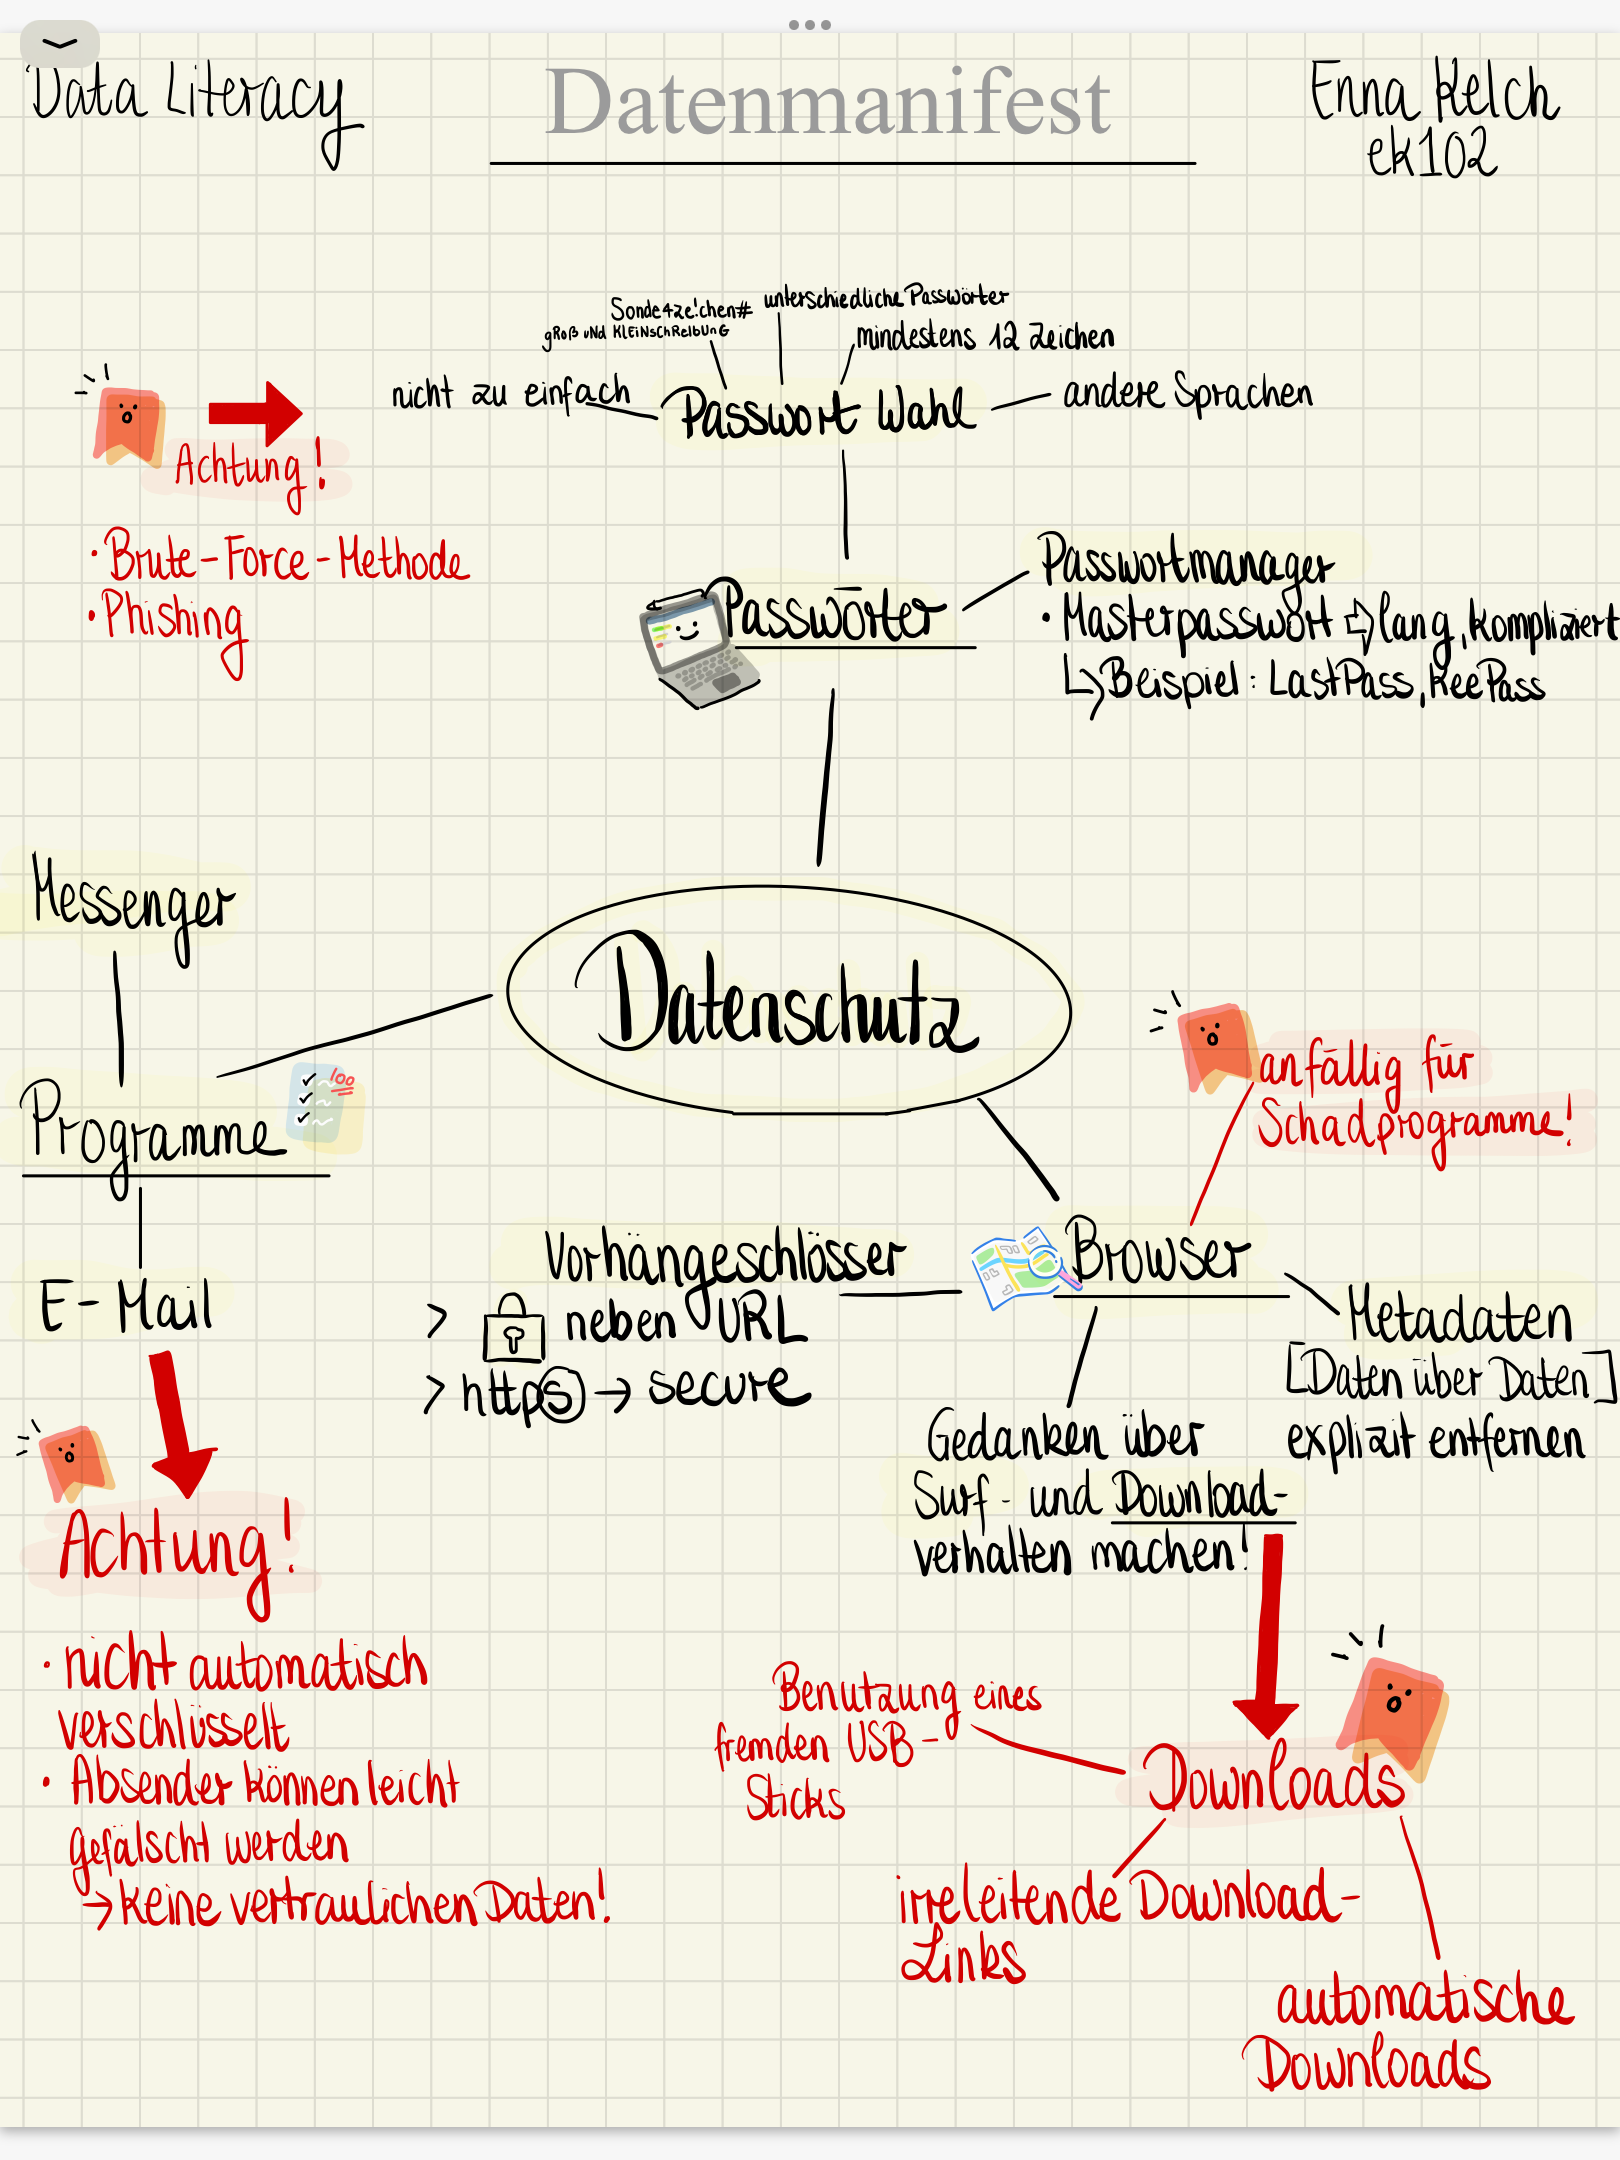 Data Literacy
Datenmanifest
Enna Kelch
ek102
Sonde4ze!chen#
unterschiedliche Passwörter
gRoß uNd KLEiNsChReIbUnG
mindestens 12 Zeichen
nicht zu einfach
Passwort Wahl
andere Sprachen
Achtung!
• Brute-Force-Methode
• Phishing
Passwörter
Passwortmanager
• Masterpasswort ⇨ lang, kompliziert
↳ Beispiel: LastPass, KeePass
Messenger
Datenschutz
Programme
100
anfällig für
Schadprogramme!
E-Mail
Vorhängeschlösser
> neben URL
> https → secure
Browser
Metadaten
[Daten über Daten]
explizit entfernen
Gedanken über
Surf- und Download-
verhalten machen!
Achtung!
• nicht automatisch
verschlüsselt
• Absender können leicht
gefälscht werden
→ keine vertraulichen Daten!
Benutzung eines
fremden USB-
Sticks
Downloads
irreleitende Download-
Links
automatische
Downloads